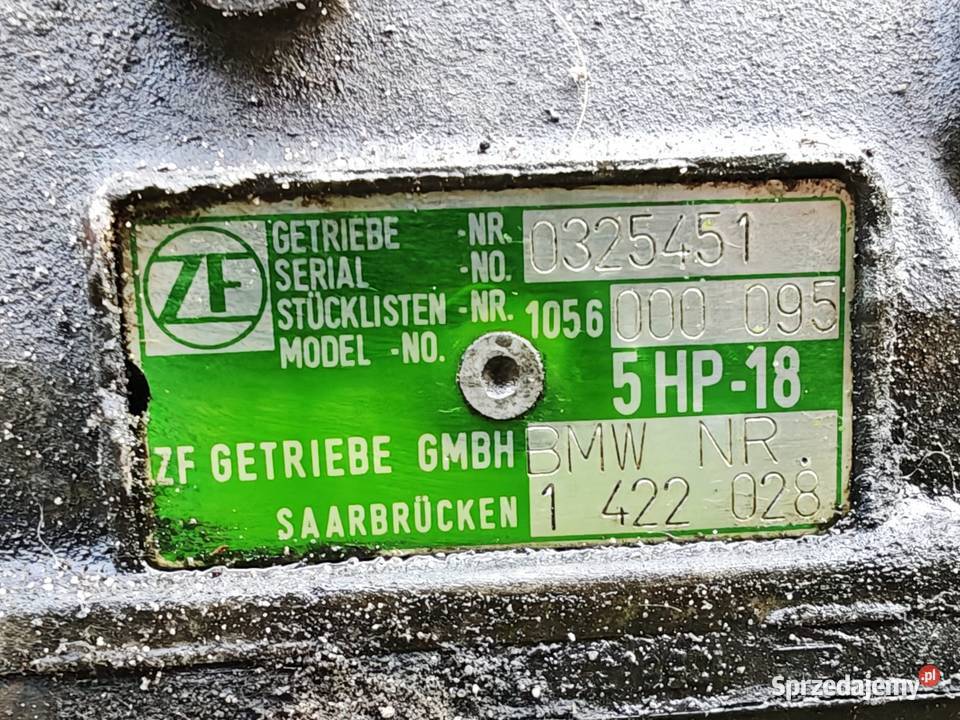 ZF
GETRIEBE -NR. 0325451
SERIAL -NO.
STÜCKLISTEN -NR. 1056 000 095
MODEL -NO.
5 HP-18
ZF GETRIEBE GMBH BMW NR.
SAARBRÜCKEN 1 422 028
Sprzedajemy.pl